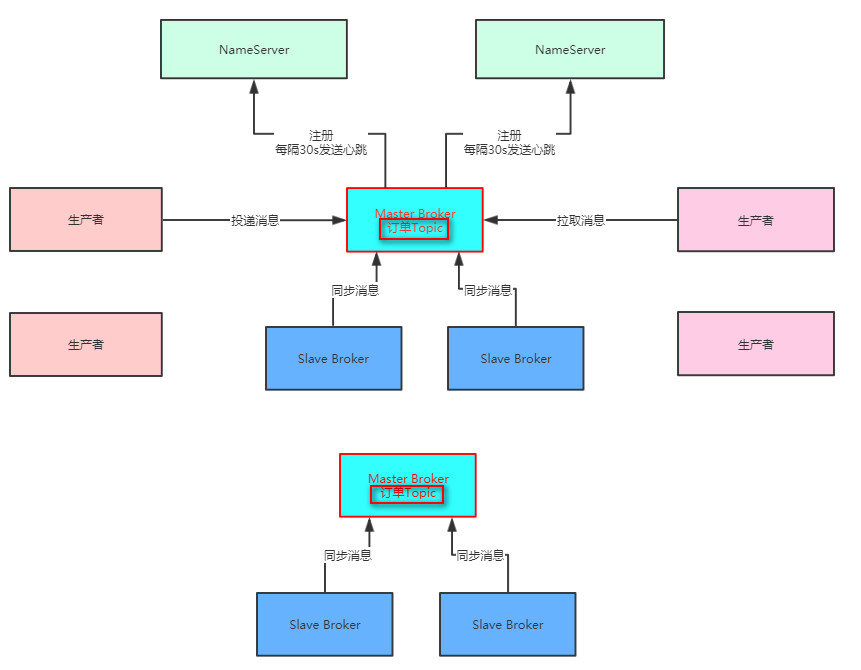 NameServer
NameServer
注册
每隔30s发送心跳
注册
每隔30s发送心跳
生产者
投递消息
Master Broker
订单Topic
拉取消息
生产者
同步消息
同步消息
生产者
Slave Broker
Slave Broker
生产者
Master Broker
订单Topic
同步消息
同步消息
Slave Broker
Slave Broker